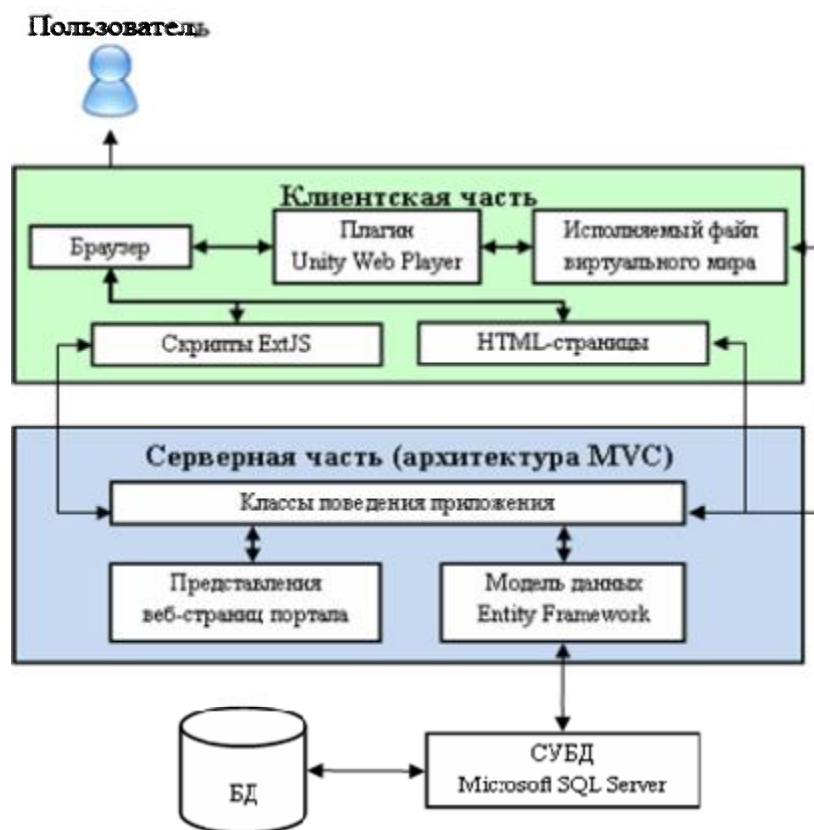 Пользователь
Клиентская часть
Браузер
Плагин
Unity Web Player
Исполняемый файл
виртуального мира
Скрипты ExtJS
HTML-страницы
Серверная часть (архитектура MVC)
Классы поведения приложения
Представления
веб-страниц портала
Модель данных
Entity Framework
БД
СУБД
Microsoft SQL Server